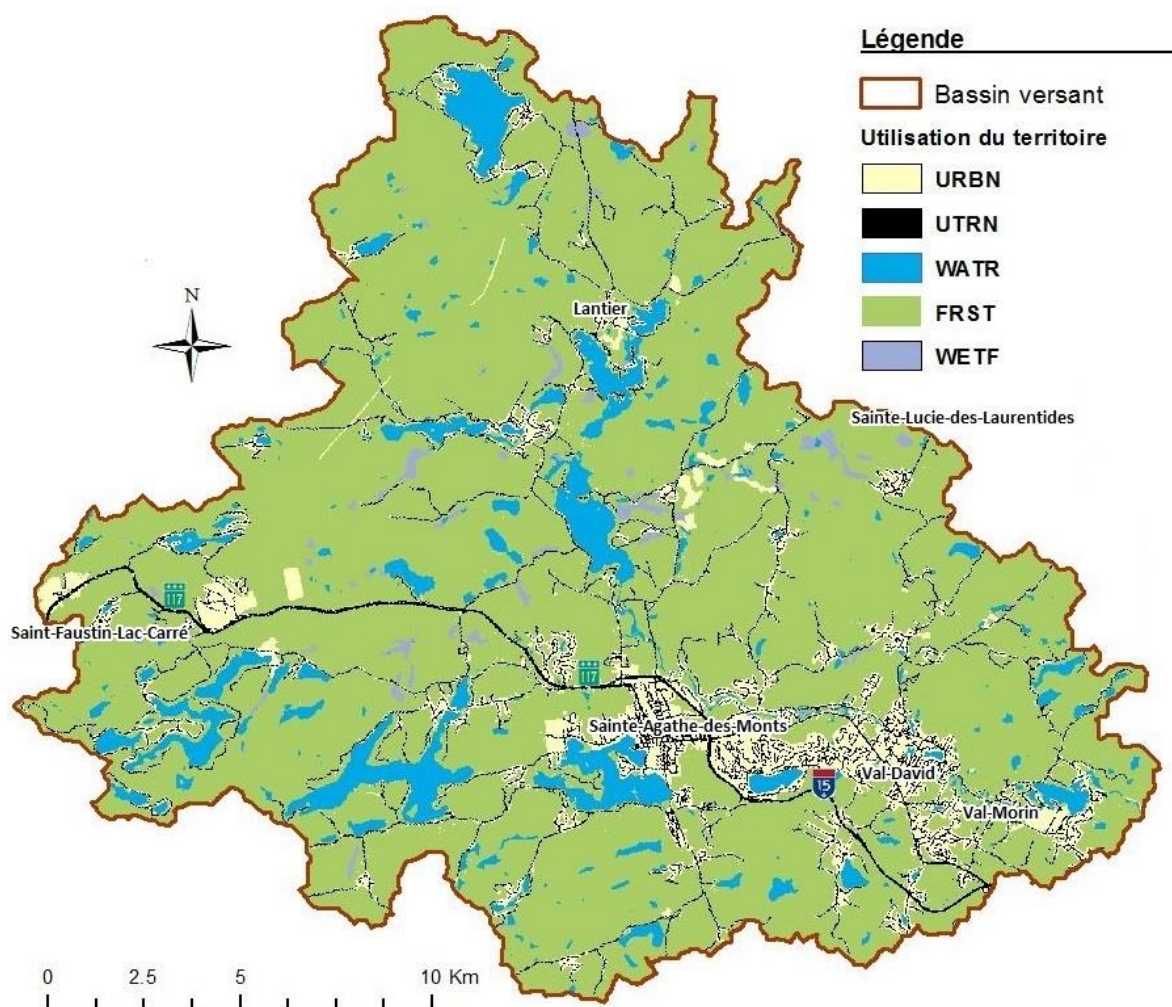 Légende
Bassin versant
Utilisation du territoire
URBN
UTRN
WATR
FRST
WETF
N
Lantier
Sainte-Lucie-des-Laurentides
117
Saint-Faustin-Lac-Carré
117
Sainte-Agathe-des-Monts
Val-David
15
Val-Morin
0 2.5 5 10 Km